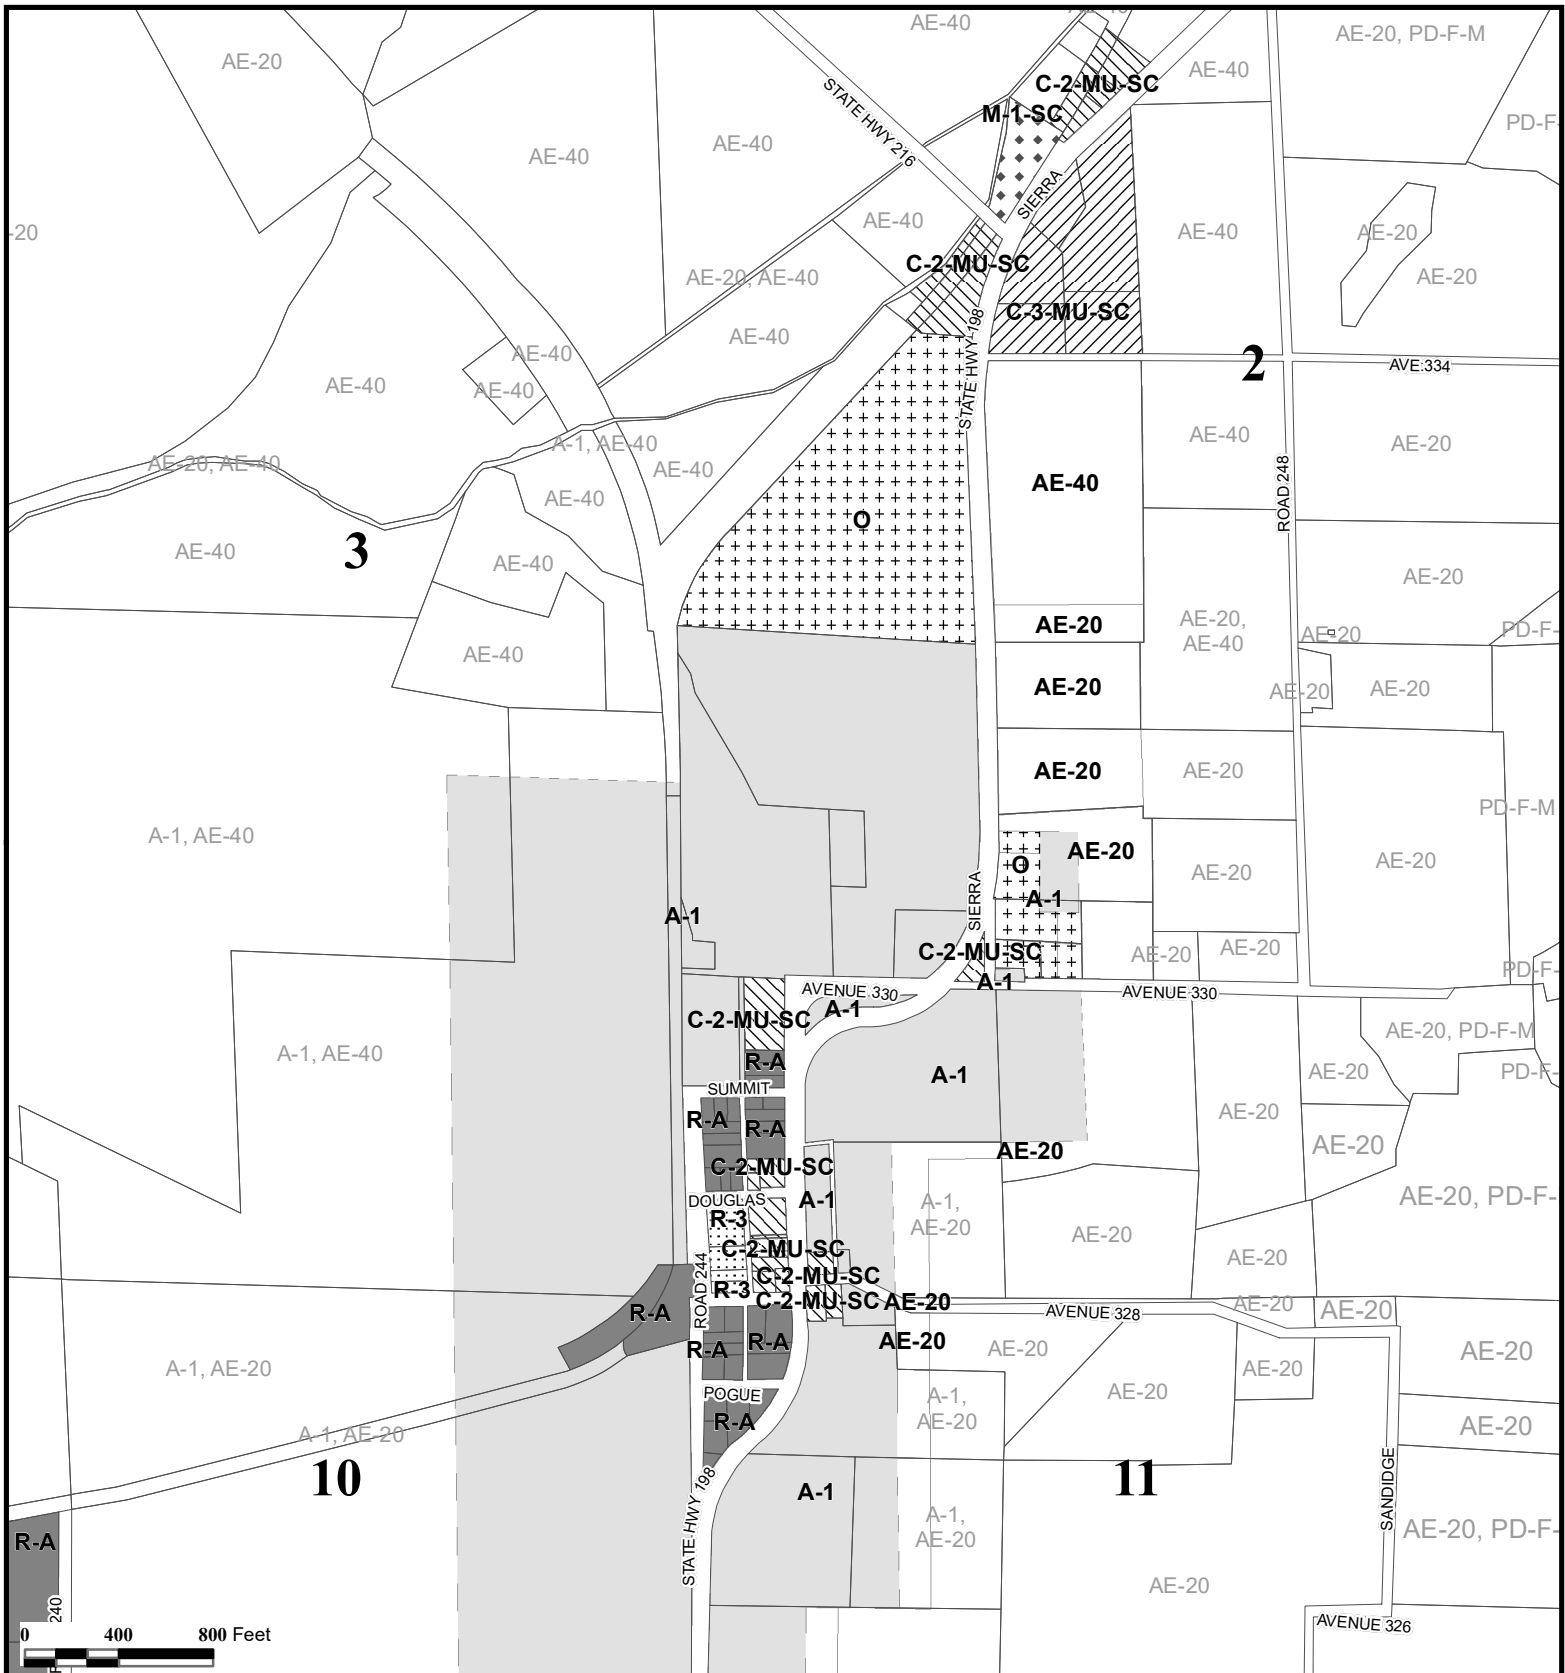 AE-40
AE-20, PD-F-M
AE-20
AE-40
C-2-MU-SC
M-1-SC
STATE HWY 216
PD-F-
AE-40
AE-40
SIERRA
AE-40
AE-40
AE-20
-20
C-2-MU-SC
AE-20, AE-40
AE-20
C-3-MU-SC
AE-40
STATE HWY 198
AE-40
2
AVE 334
AE-40
AE-40
AE-40
AE-40
AE-20
A-1, AE-40
AE-20, AE-40
AE-40
AE-40
ROAD 248
AE-40
O
3
AE-40
AE-40
AE-20
AE-20
AE-20,
AE-40
AE-20
PD-F-
AE-40
AE-20
AE-20
AE-20
AE-20
AE-20
PD-F-M
A-1, AE-40
AE-20
O
AE-20
AE-20
SIERRA
A-1
A-1
C-2-MU-SC
AE-20
AE-20
PD-F-
A-1
AVENUE 330
AVENUE 330
A-1
C-2-MU-SC
AE-20, PD-F-M
A-1, AE-40
R-A
A-1
AE-20
PD-F-
SUMMIT
R-A
R-A
AE-20
AE-20
AE-20
C-2-MU-SC
DOUGLAS
A-1
A-1,
AE-20
AE-20, PD-F-
R-3
C-2-MU-SC
AE-20
AE-20
C-2-MU-SC
R-3
C-2-MU-SC
AE-20
ROAD 244
R-A
AVENUE 328
AE-20
AE-20
R-A
R-A
AE-20
AE-20
AE-20
AE-20
A-1, AE-20
POGUE
A-1,
AE-20
AE-20
R-A
AE-20
A-1, AE-20
10
11
A-1
STATE HWY 198
SANDIDGE
A-1,
AE-20
AE-20, PD-F-
R-A
AE-20
240
AVENUE 326
0 400 800 Feet